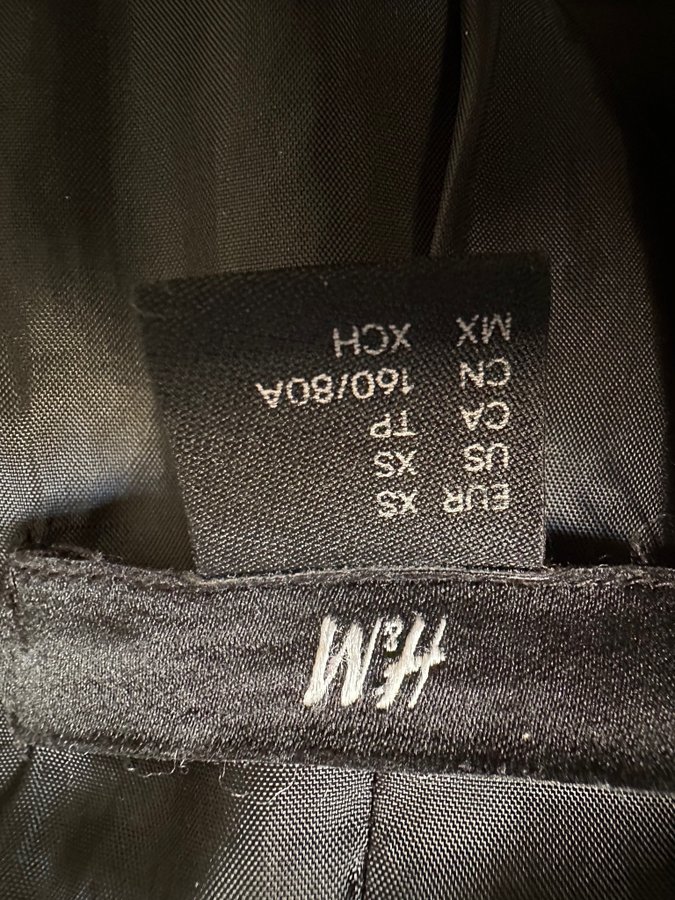 H&M
EUR XS
US XS
CA TP
CN 160/80A
MX XCH